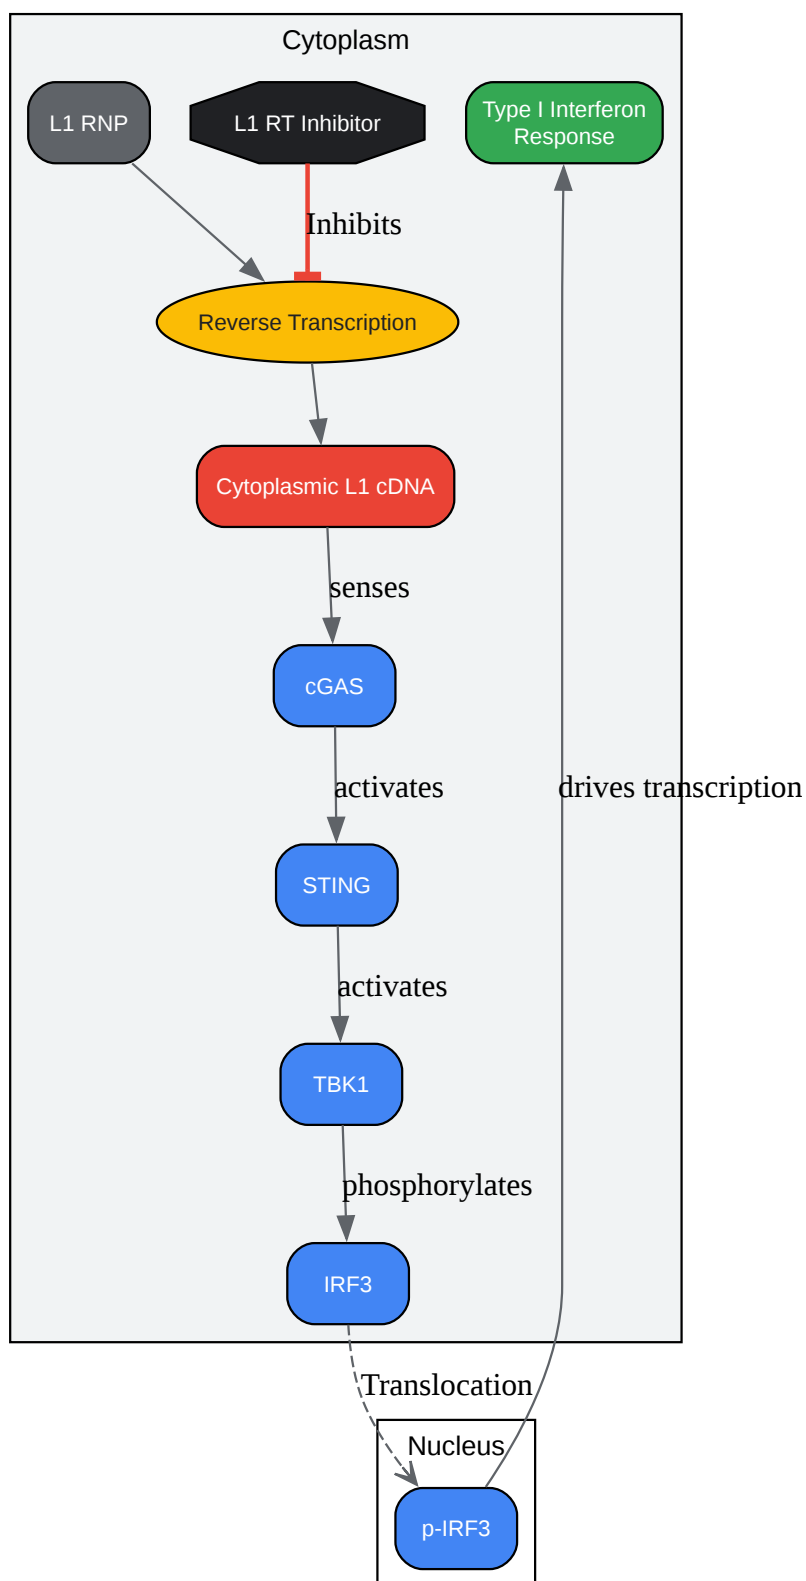 Cytoplasm
L1 RNP
L1 RT Inhibitor
Type I Interferon
Response
Inhibits
Reverse Transcription
Cytoplasmic L1 cDNA
senses
cGAS
activates
drives transcription
STING
activates
TBK1
phosphorylates
IRF3
Translocation
Nucleus
p-IRF3